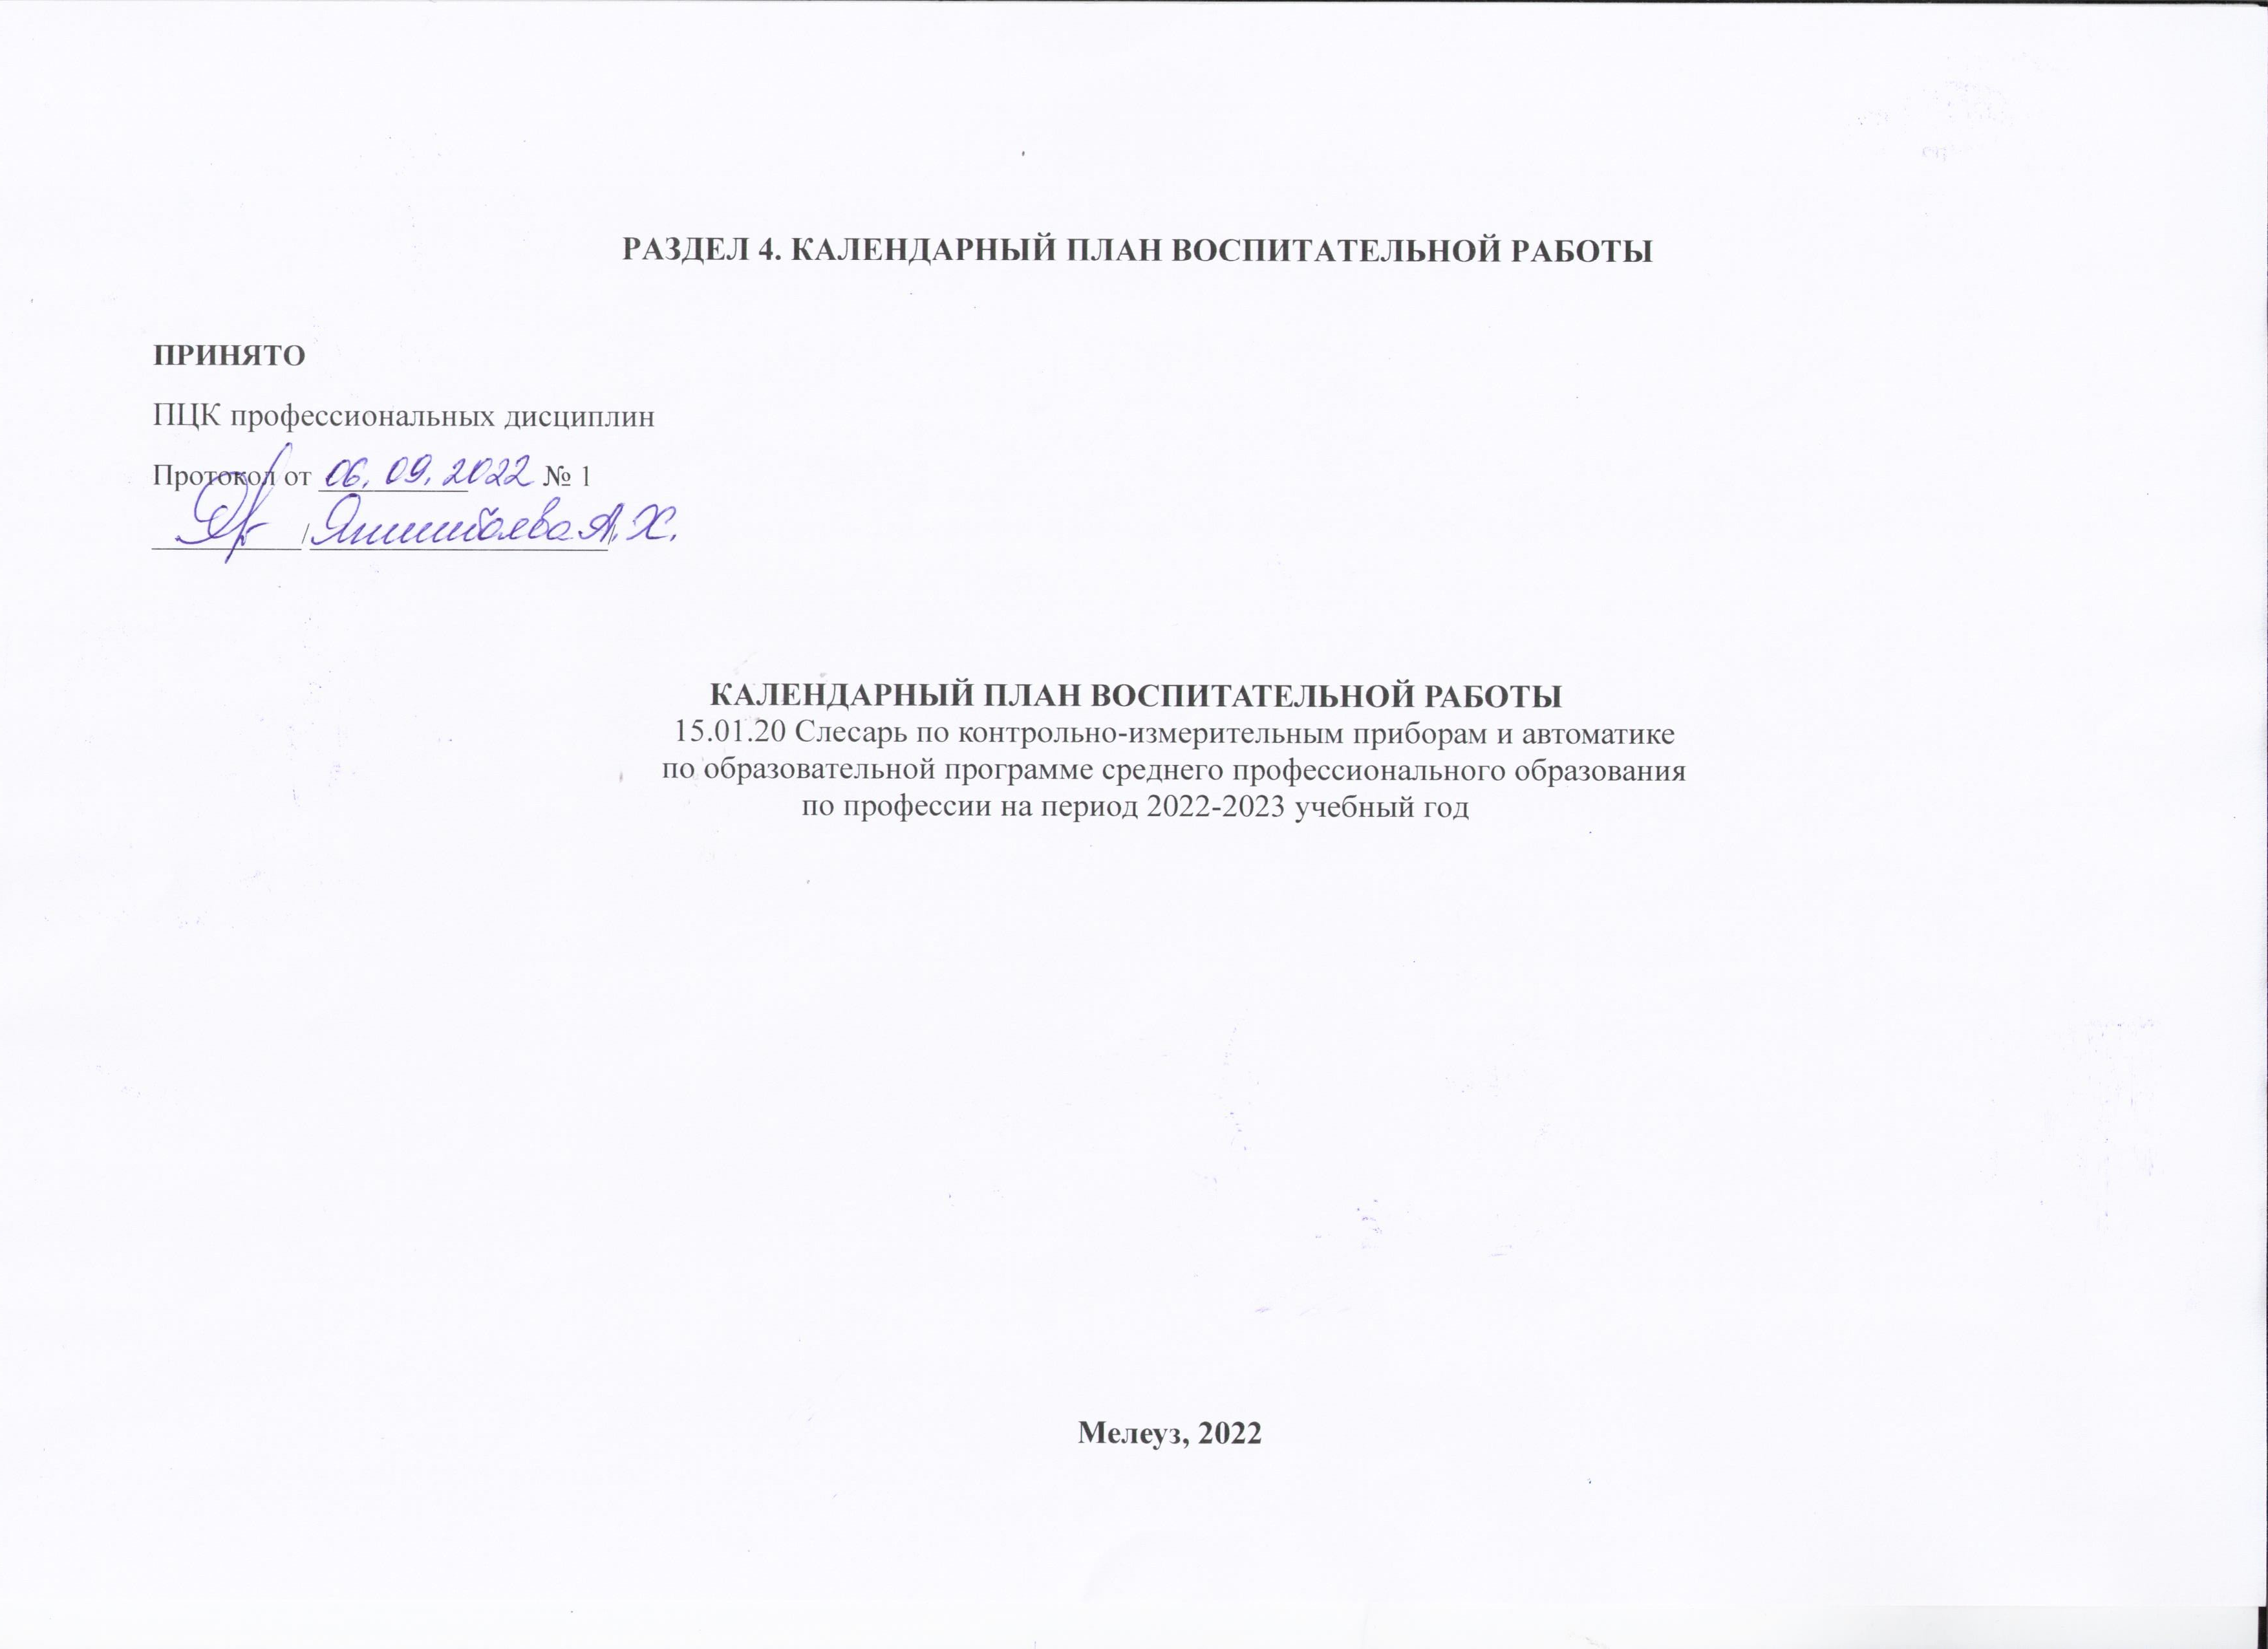 РАЗДЕЛ 4. КАЛЕНДАРНЫЙ ПЛАН ВОСПИТАТЕЛЬНОЙ РАБОТЫ
ПРИНЯТО
ПЦК профессиональных дисциплин
Протокол от 06.09.2022 № 1
/ Янышбаева А.Х.
КАЛЕНДАРНЫЙ ПЛАН ВОСПИТАТЕЛЬНОЙ РАБОТЫ
15.01.20 Слесарь по контрольно-измерительным приборам и автоматике
по образовательной программе среднего профессионального образования
по профессии на период 2022-2023 учебный год
Мелеуз, 2022